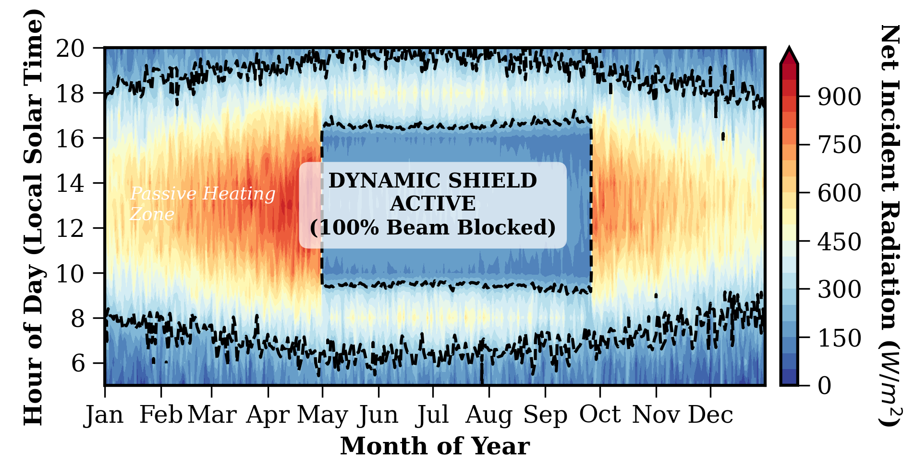 Hour of Day (Local Solar Time)
20
18
16
14
12
10
8
6
Passive Heating
Zone
DYNAMIC SHIELD
ACTIVE
(100% Beam Blocked)
Jan Feb Mar Apr May Jun Jul Aug Sep Oct Nov Dec
Month of Year
900
750
600
450
300
150
0
Net Incident Radiation (W/m²)